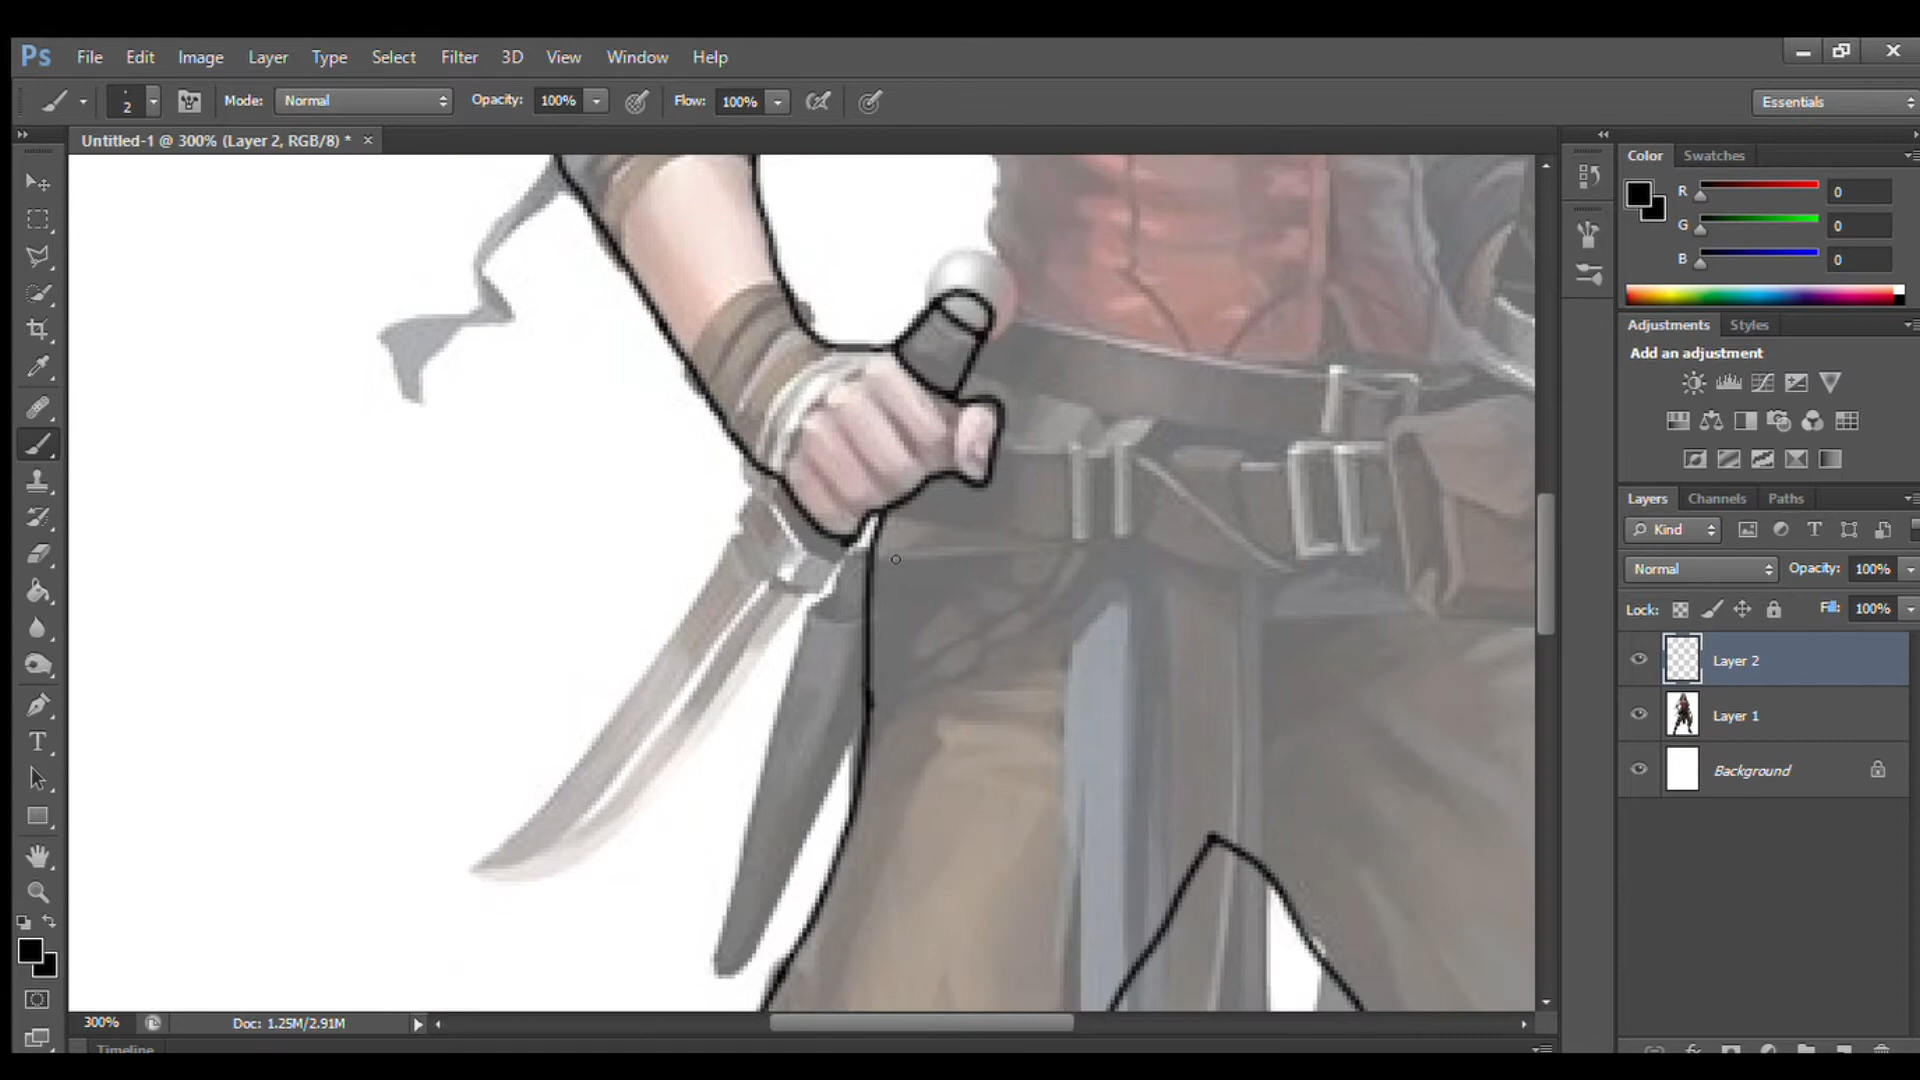 Ps File Edit Image Layer Type Select Filter 3D View Window Help
2 Mode: Normal Opacity: 100% Flow: 100% Essentials
Untitled-1 @ 300% (Layer 2, RGB/8) * ×
Color Swatches
R 0
G 0
B 0
Adjustments Styles
Add an adjustment
Layers Channels Paths
Kind
Normal Opacity: 100%
Lock: Fill: 100%
Layer 2
Layer 1
Background
300% Doc: 1.25M/2.91M
Timeline